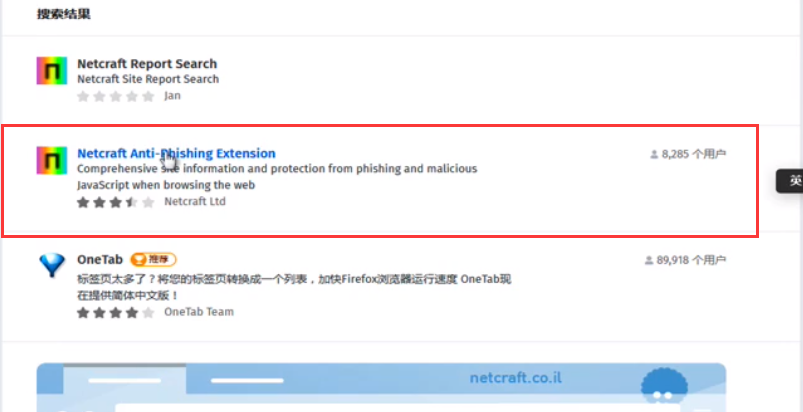 搜索结果
Netcraft Report Search
Netcraft Site Report Search
Jan
Netcraft Anti-Phishing Extension
8,285 个用户
Comprehensive site information and protection from phishing and malicious
JavaScript when browsing the web
Netcraft Ltd
英
OneTab 推荐
89,918 个用户
标签页太多了？将您的标签页转换成一个列表，加快Firefox浏览器运行速度 OneTab现
在提供简体中文版！
OneTab Team
netcraft.co.il